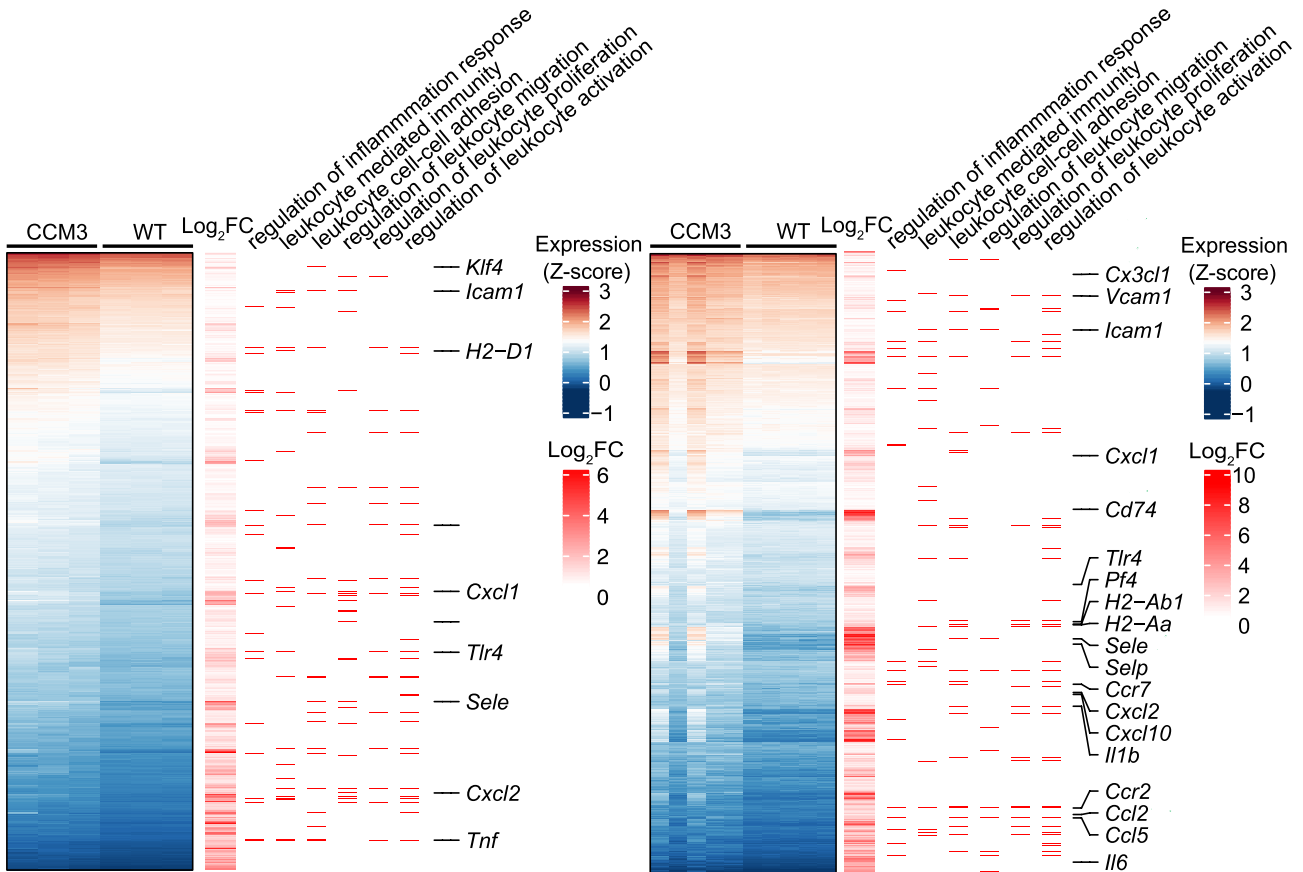 regulation of inflammmation response
leukocyte mediated immunity
leukocyte cell-cell adhesion
regulation of leukocyte migration
regulation of leukocyte proliferation
regulation of leukocyte activation
CCM3
WT
Log2FC
Klf4
Icam1
H2−D1
Cxcl1
Tlr4
Sele
Cxcl2
Tnf
Expression
(Z-score)
3
2
1
0
−1
Log2FC
6
4
2
0
regulation of inflammmation response
leukocyte mediated immunity
leukocyte cell-cell adhesion
regulation of leukocyte migration
regulation of leukocyte proliferation
regulation of leukocyte activation
CCM3
WT
Log2FC
Cx3cl1
Vcam1
Icam1
Cxcl1
Cd74
Tlr4
Pf4
H2−Ab1
H2−Aa
Sele
Selp
Ccr7
Cxcl2
Cxcl10
Il1b
Ccr2
Ccl2
Ccl5
Il6
Expression
(Z-score)
3
2
1
0
−1
Log2FC
10
8
6
4
2
0